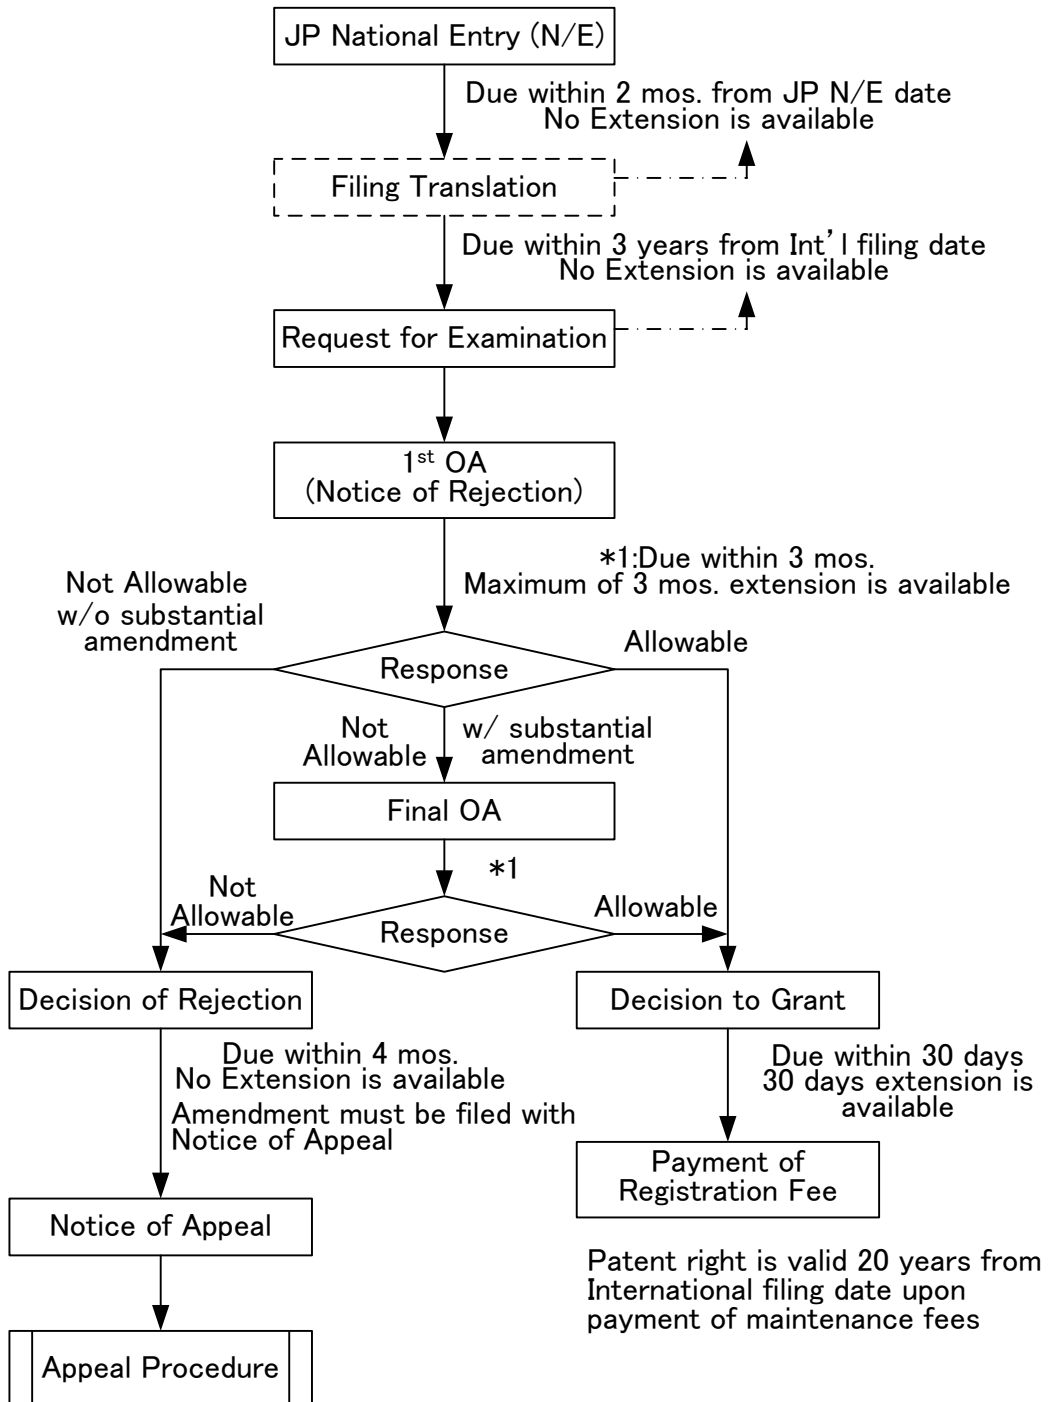 JP National Entry (N/E)
Due within 2 mos. from JP N/E date
No Extension is available
Filing Translation
Due within 3 years from Int'l filing date
No Extension is available
Request for Examination
1st OA
(Notice of Rejection)
*1:Due within 3 mos.
Maximum of 3 mos. extension is available
Not Allowable
w/o substantial
amendment
Response
Allowable
Not
Allowable
w/ substantial
amendment
Final OA
*1
Not
Allowable
Response
Allowable
Decision of Rejection
Decision to Grant
Due within 4 mos.
No Extension is available
Amendment must be filed with
Notice of Appeal
Due within 30 days
30 days extension is
available
Payment of
Registration Fee
Notice of Appeal
Patent right is valid 20 years from
International filing date upon
payment of maintenance fees
Appeal Procedure